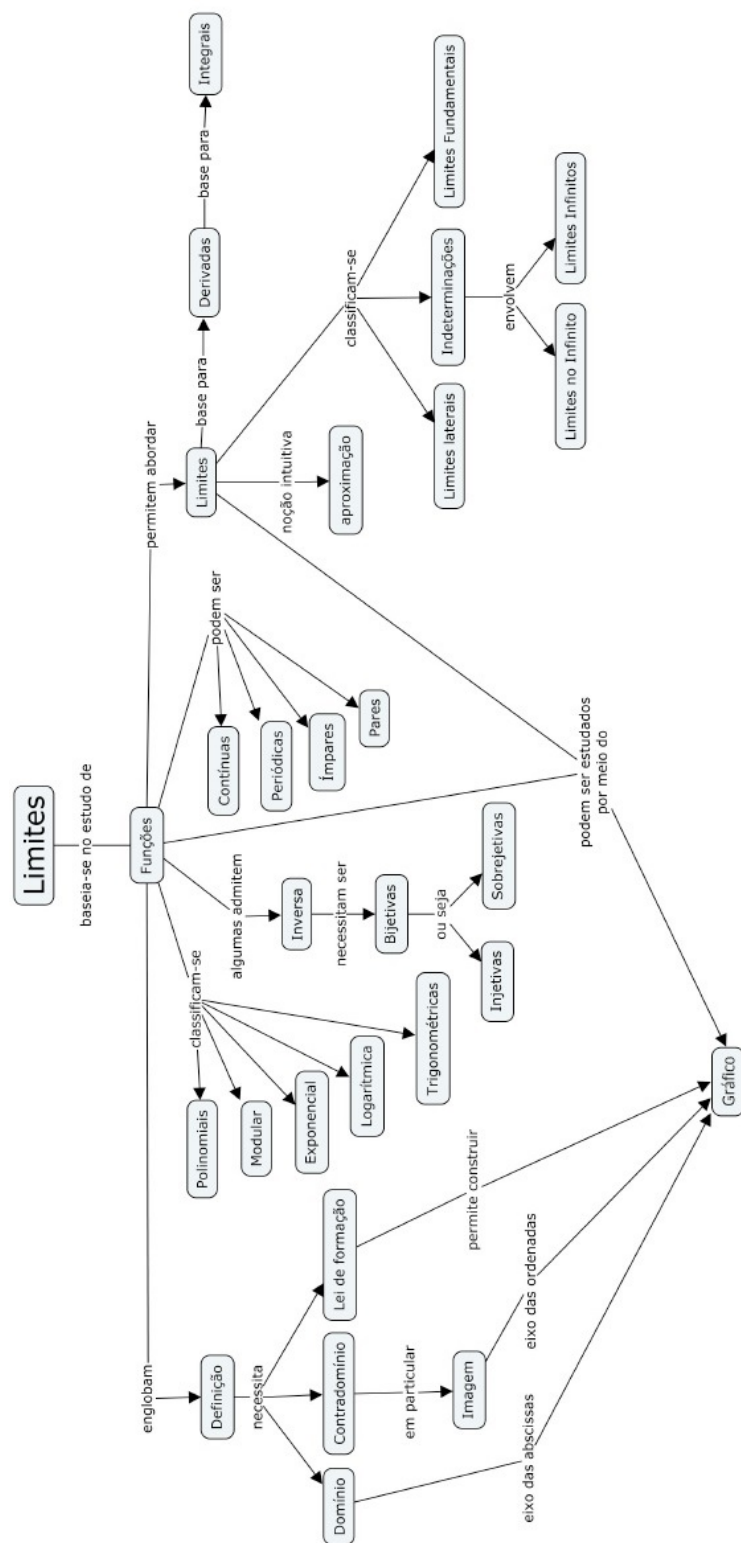 Limites
baseia-se no estudo de
Funções
englobam
permitem abordar
Definição
necessita
Domínio
Contradomínio
Lei de formação
em particular
Imagem
eixo das abscissas
eixo das ordenadas
permite construir
classificam-se
Polinomiais
Modular
Exponencial
Logarítmica
Trigonométricas
algumas admitem
Inversa
necessitam ser
Bijetivas
ou seja
Injetivas
Sobrejetivas
podem ser
Contínuas
Periódicas
Ímpares
Pares
podem ser estudados
por meio do
Gráfico
Limites
base para
Derivadas
base para
Integrais
noção intuitiva
aproximação
classificam-se
Limites laterais
Indeterminações
Limites Fundamentais
envolvem
Limites no Infinito
Limites Infinitos